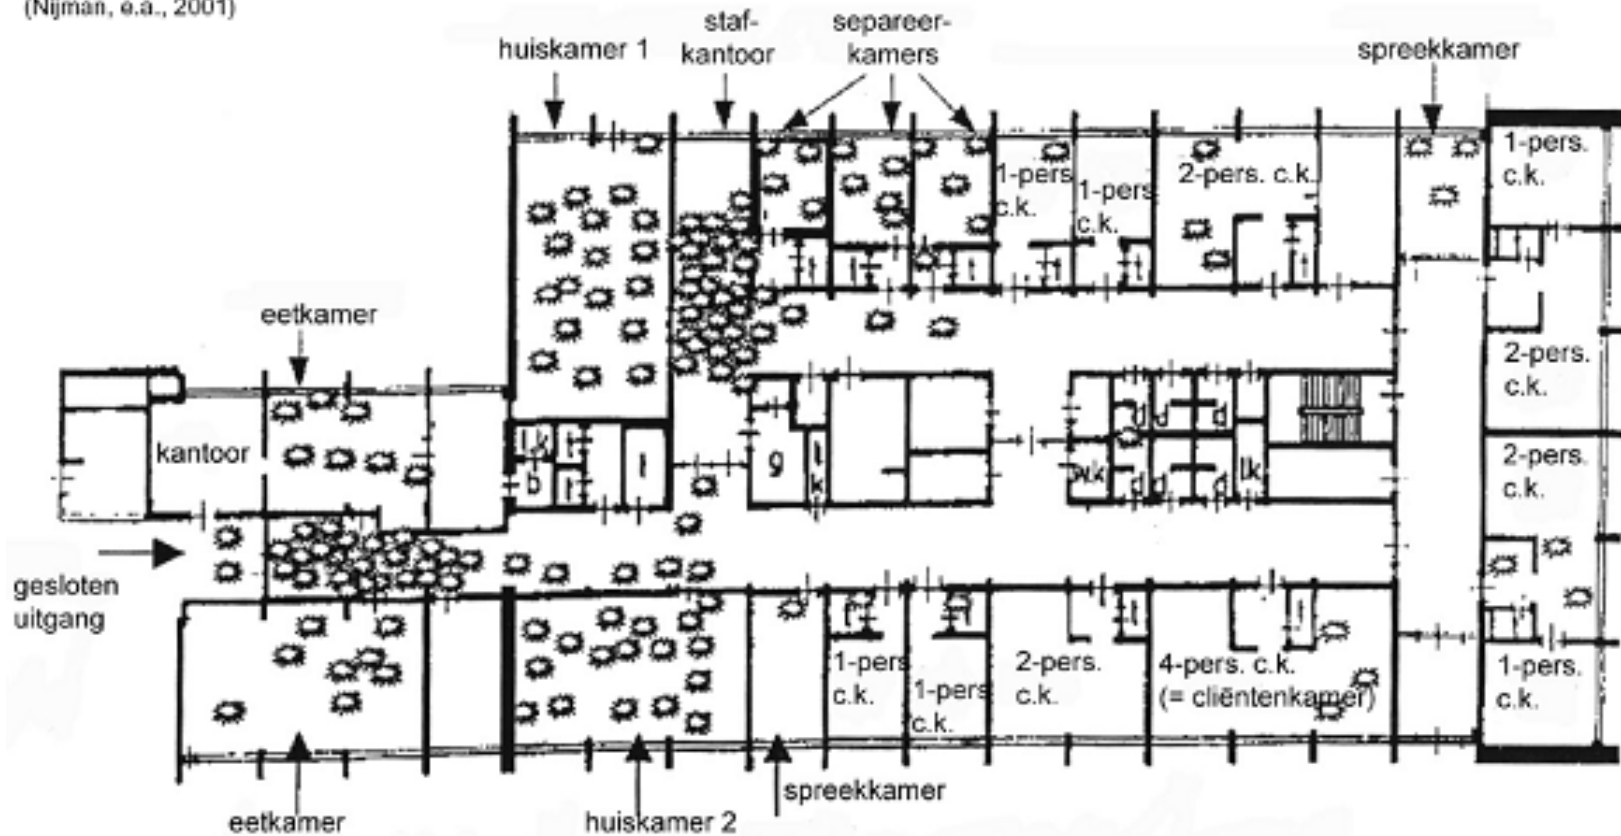 (Nijman, e.a., 2001)
huiskamer 1
staf-
kantoor
separeer-
kamers
spreekkamer
1-pers.
c.k.
1-pers
c.k.
1-pers
c.k.
2-pers. c.k.
eetkamer
2-pers.
c.k.
kantoor
l.k
b
g
k
d
d
d
w.k
d
d
d
lk
2-pers.
c.k.
gesloten
uitgang
1-pers
c.k.
1-pers
c.k.
2-pers.
c.k.
4-pers. c.k.
(= cliëntenkamer)
1-pers.
c.k.
spreekkamer
eetkamer
huiskamer 2